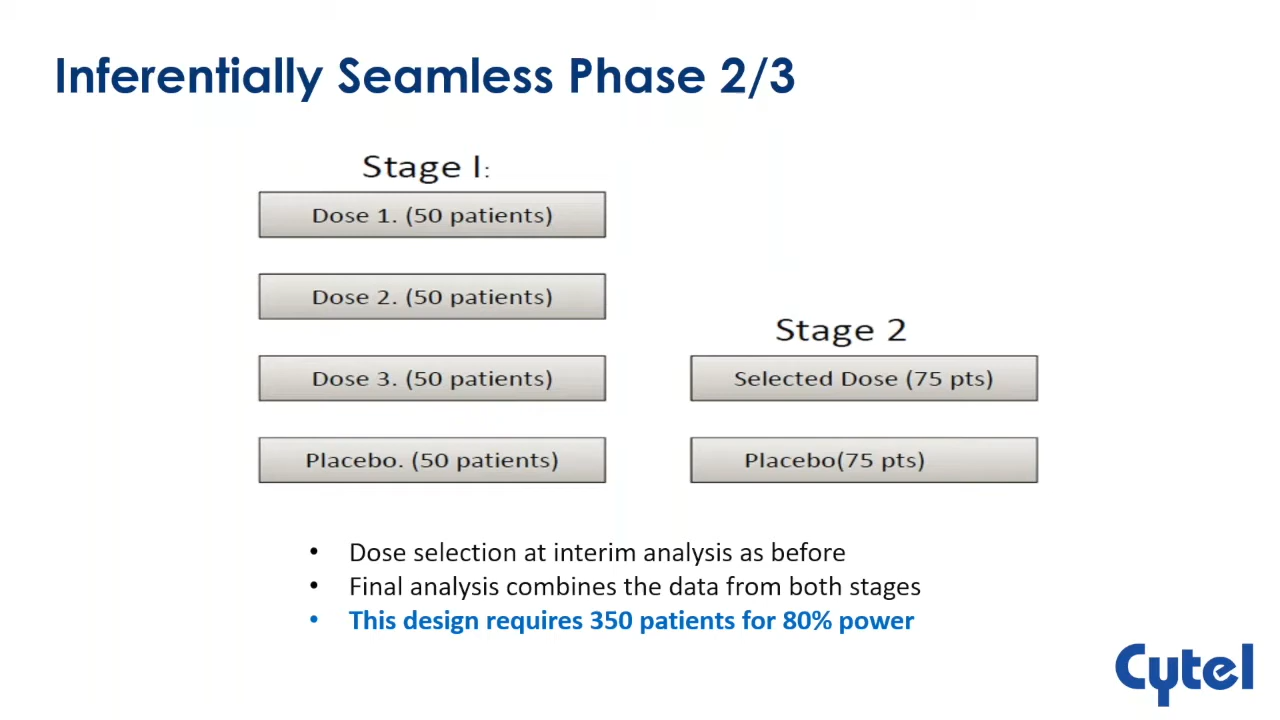 Inferentially Seamless Phase 2/3
Stage I:
Dose 1. (50 patients)
Dose 2. (50 patients)
Dose 3. (50 patients)
Placebo. (50 patients)
Stage 2
Selected Dose (75 pts)
Placebo(75 pts)
• Dose selection at interim analysis as before
• Final analysis combines the data from both stages
• This design requires 350 patients for 80% power
Cytel